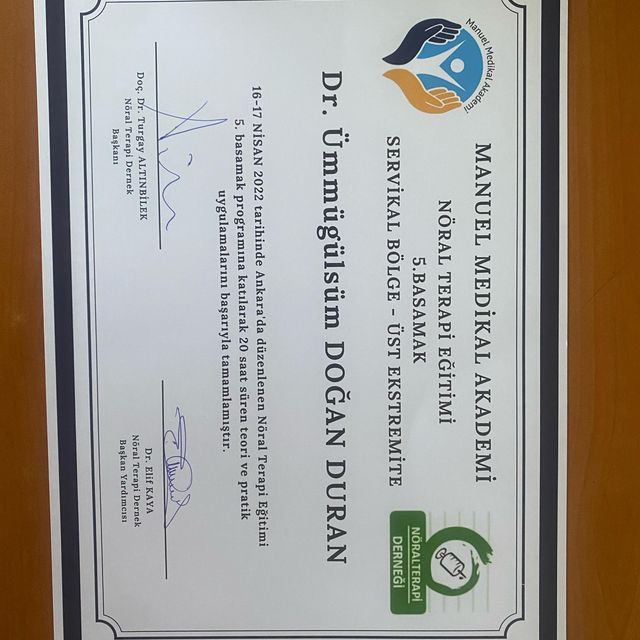 Manuel Medikal Akademi
MANUEL MEDİKAL AKADEMİ
NÖRAL TERAPİ EĞİTİMİ
5.BASAMAK
SERVİKAL BÖLGE - ÜST EKSTREMİTE
NÖRALTERAPİ
DERNEĞİ
Dr. Ümmügülsüm DOĞAN DURAN
16-17 NİSAN 2022 tarihinde Ankara'da düzenlenen Nöral Terapi Eğitimi
5. basamak programına katılarak 20 saat süren teori ve pratik
uygulamalarını başarıyla tamamlamıştır.
Doç. Dr. Turgay ALTINBİLEK
Nöral Terapi Dernek
Başkanı
Dr. Elif KAYA
Nöral Terapi Dernek
Başkan Yardımcısı